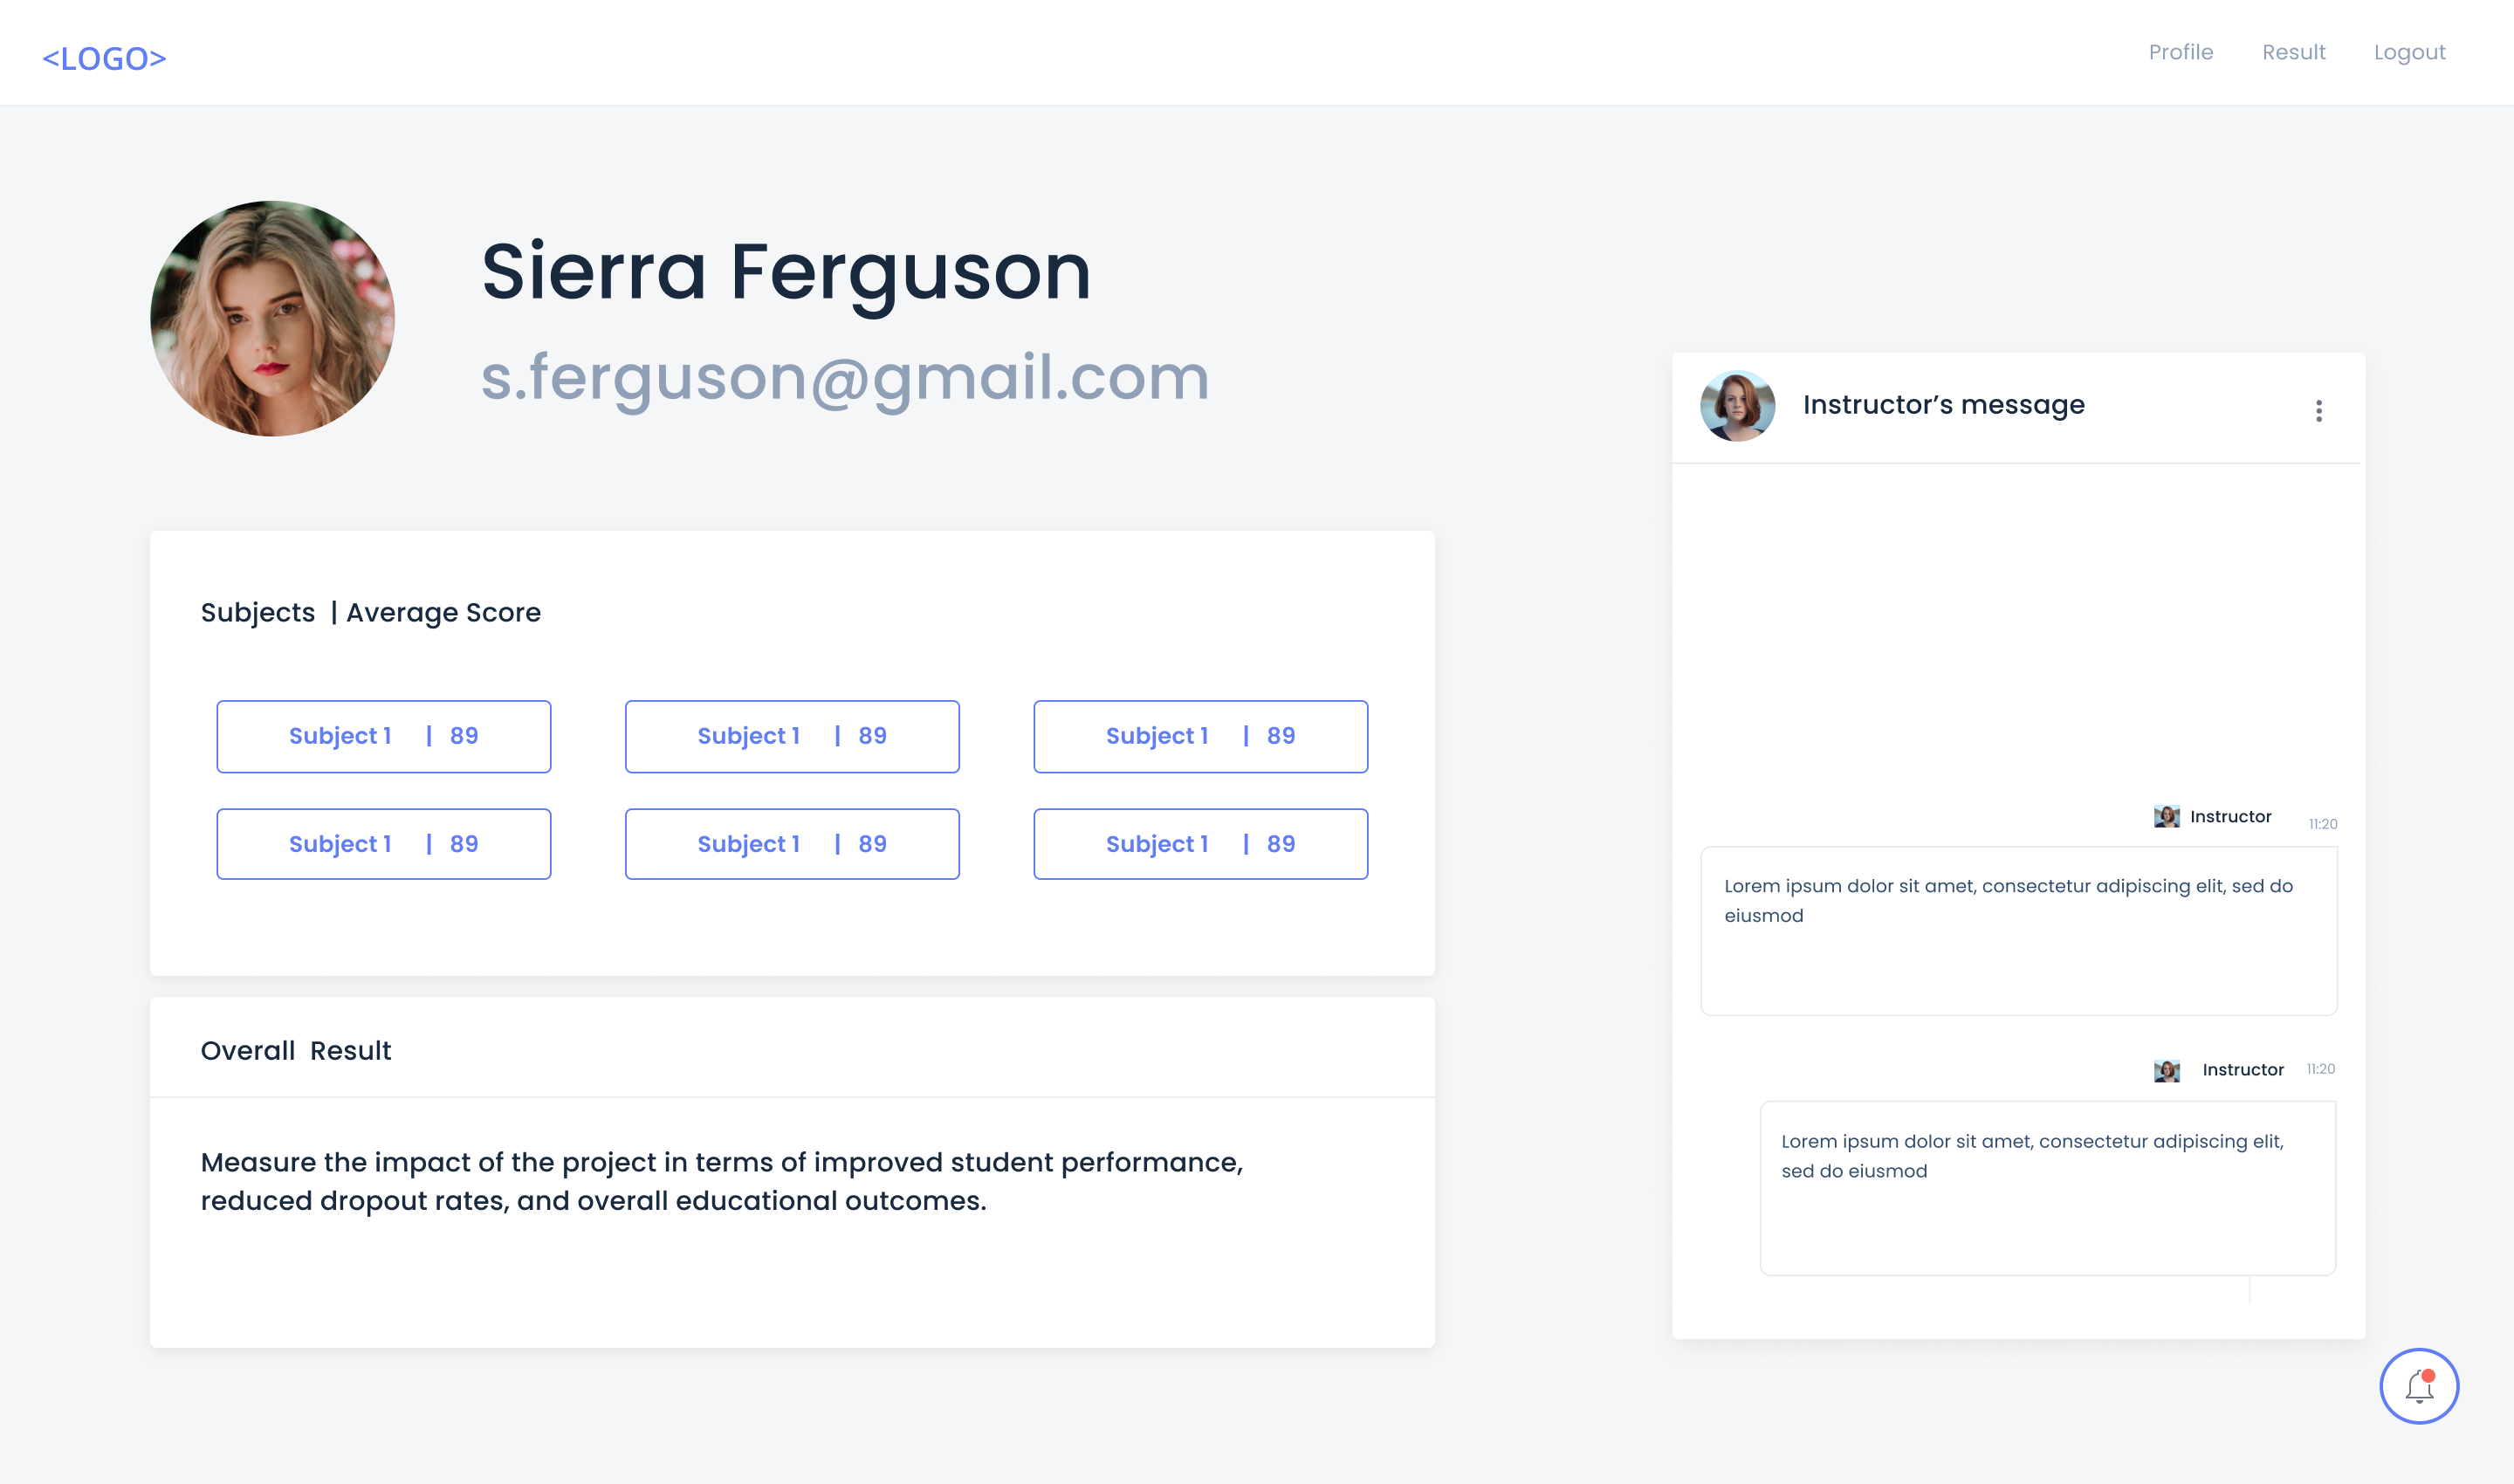 <LOGO>
Profile Result Logout
Sierra Ferguson
s.ferguson@gmail.com
Subjects | Average Score
Subject 1 | 89
Subject 1 | 89
Subject 1 | 89
Subject 1 | 89
Subject 1 | 89
Subject 1 | 89
Overall Result
Measure the impact of the project in terms of improved student performance,
reduced dropout rates, and overall educational outcomes.
Instructor’s message
Instructor 11:20
Lorem ipsum dolor sit amet, consectetur adipiscing elit, sed do
eiusmod
Instructor 11:20
Lorem ipsum dolor sit amet, consectetur adipiscing elit,
sed do eiusmod